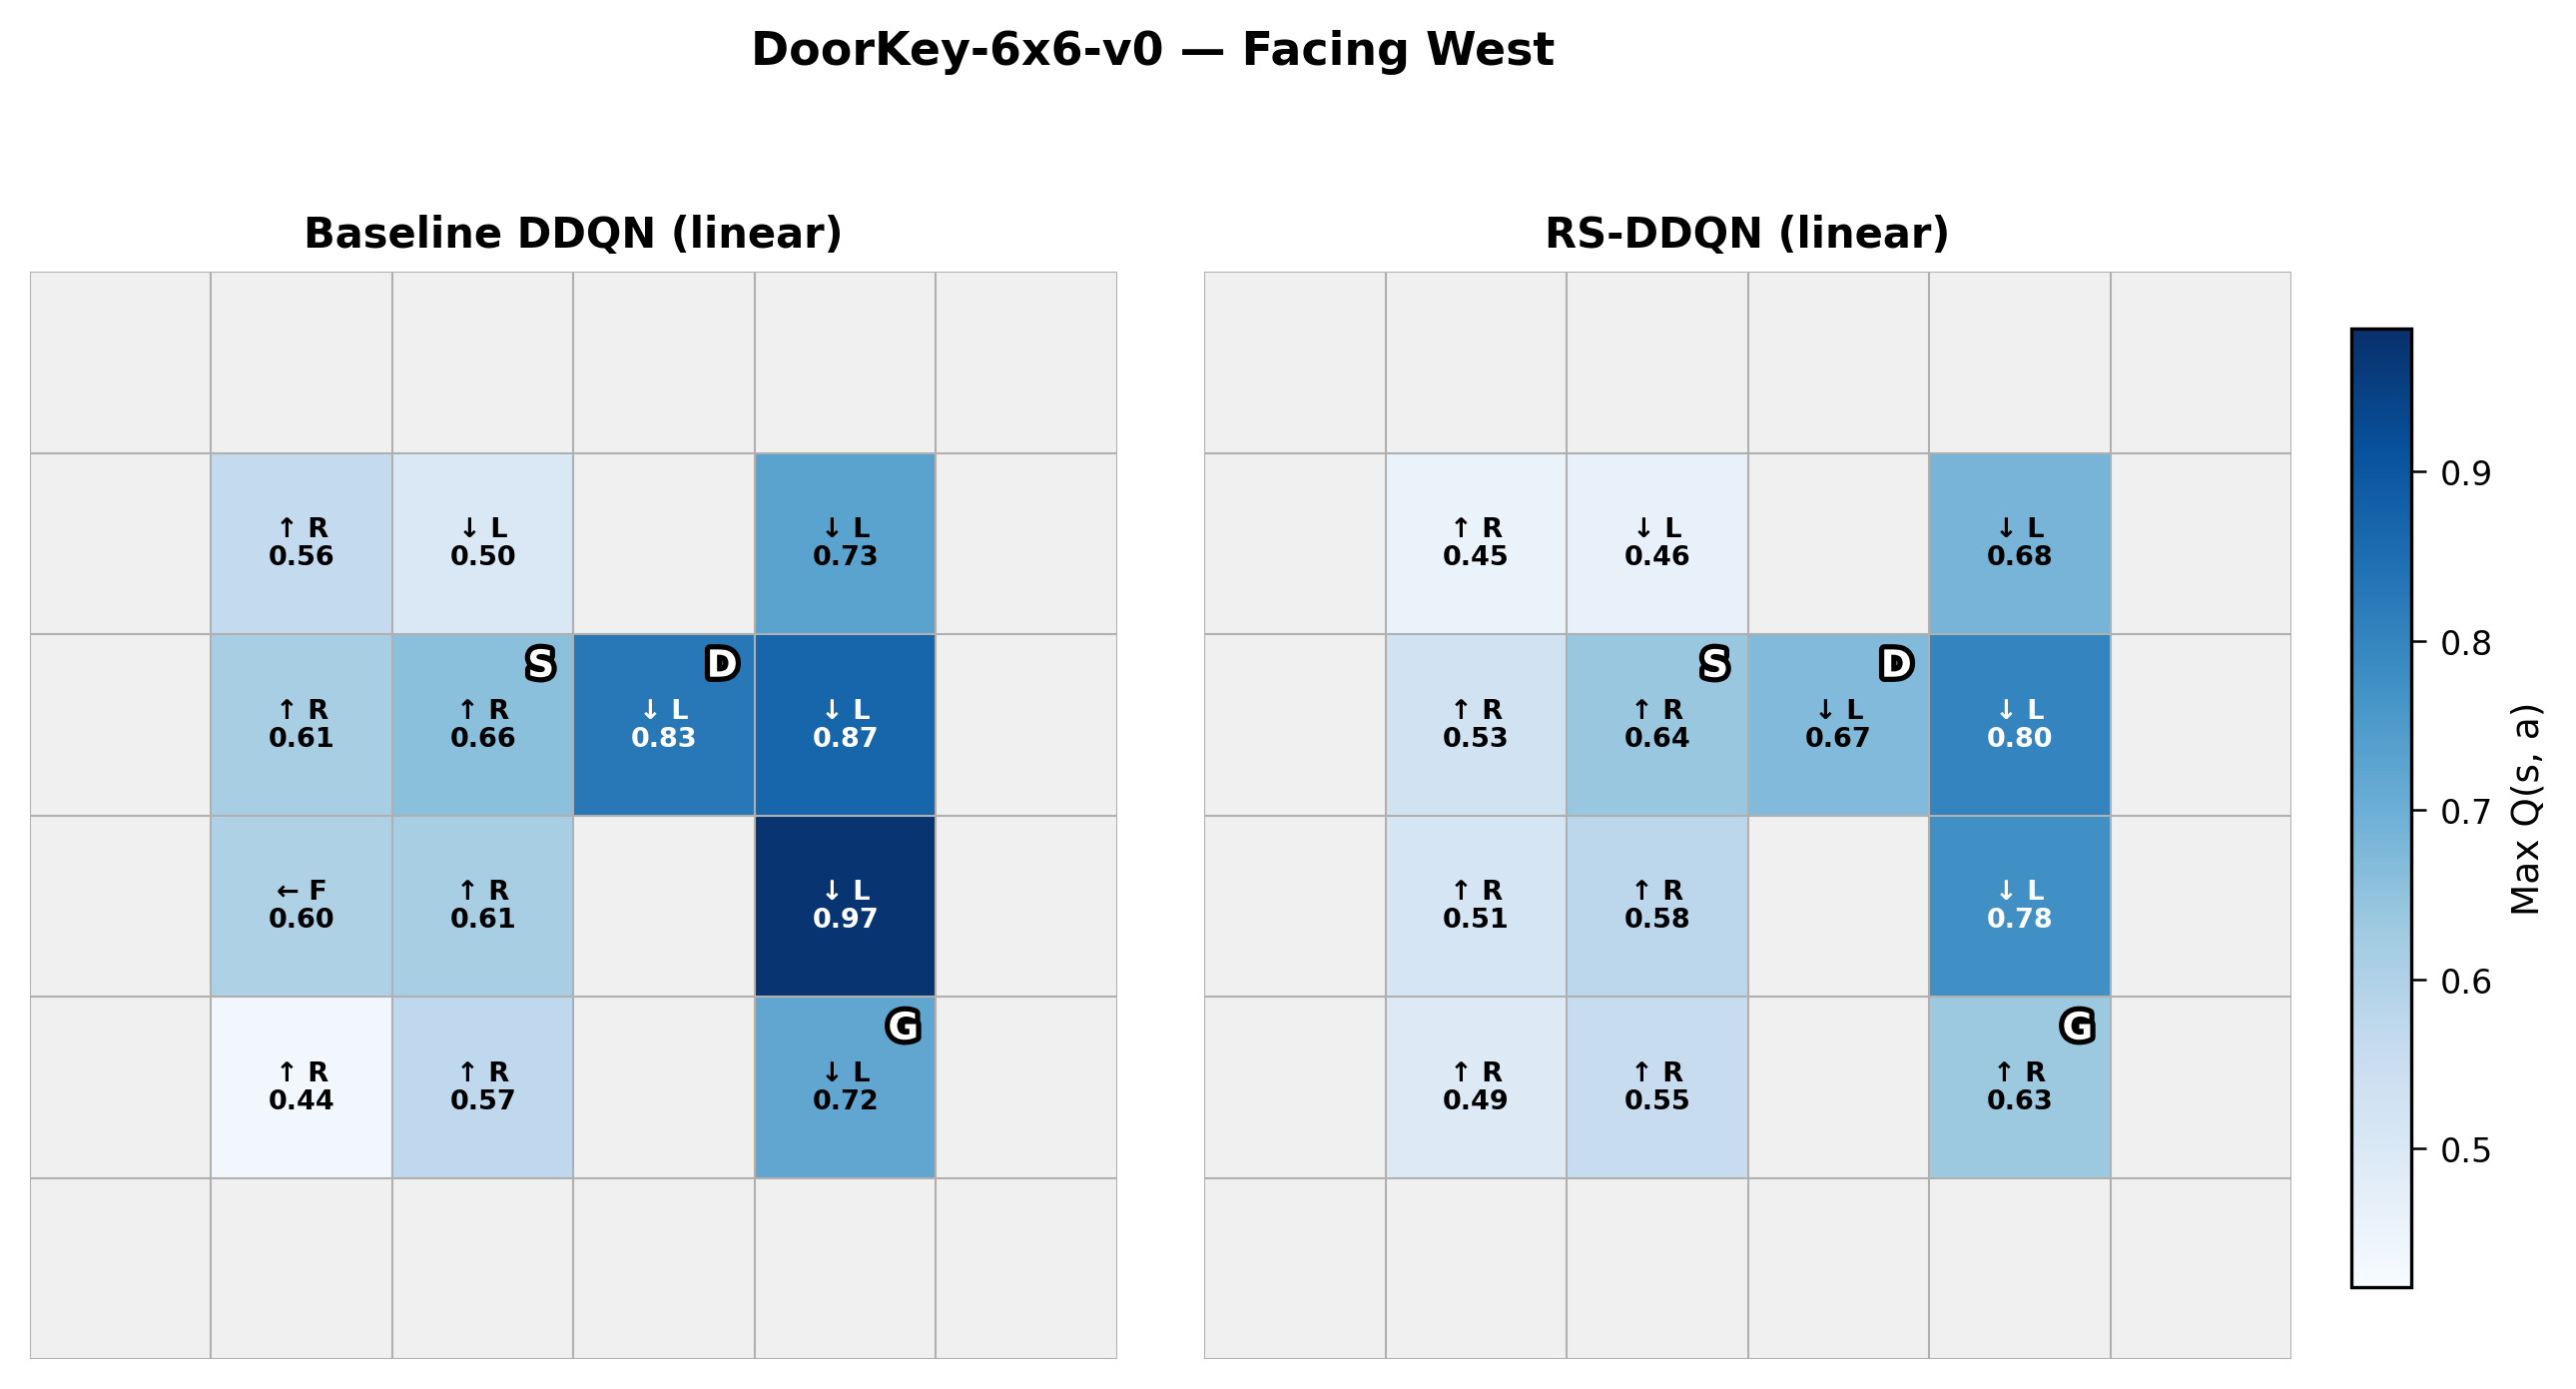 DoorKey-6x6-v0 — Facing West
Baseline DDQN (linear)
↑ R
0.56
↓ L
0.50
↓ L
0.73
↑ R
0.61
S
↑ R
0.66
D
↓ L
0.83
↓ L
0.87
← F
0.60
↑ R
0.61
↓ L
0.97
↑ R
0.44
↑ R
0.57
G
↓ L
0.72
RS-DDQN (linear)
↑ R
0.45
↓ L
0.46
↓ L
0.68
↑ R
0.53
S
↑ R
0.64
D
↓ L
0.67
↓ L
0.80
↑ R
0.51
↑ R
0.58
↓ L
0.78
↑ R
0.49
↑ R
0.55
G
↑ R
0.63
0.9
0.8
0.7
0.6
0.5
Max Q(s, a)